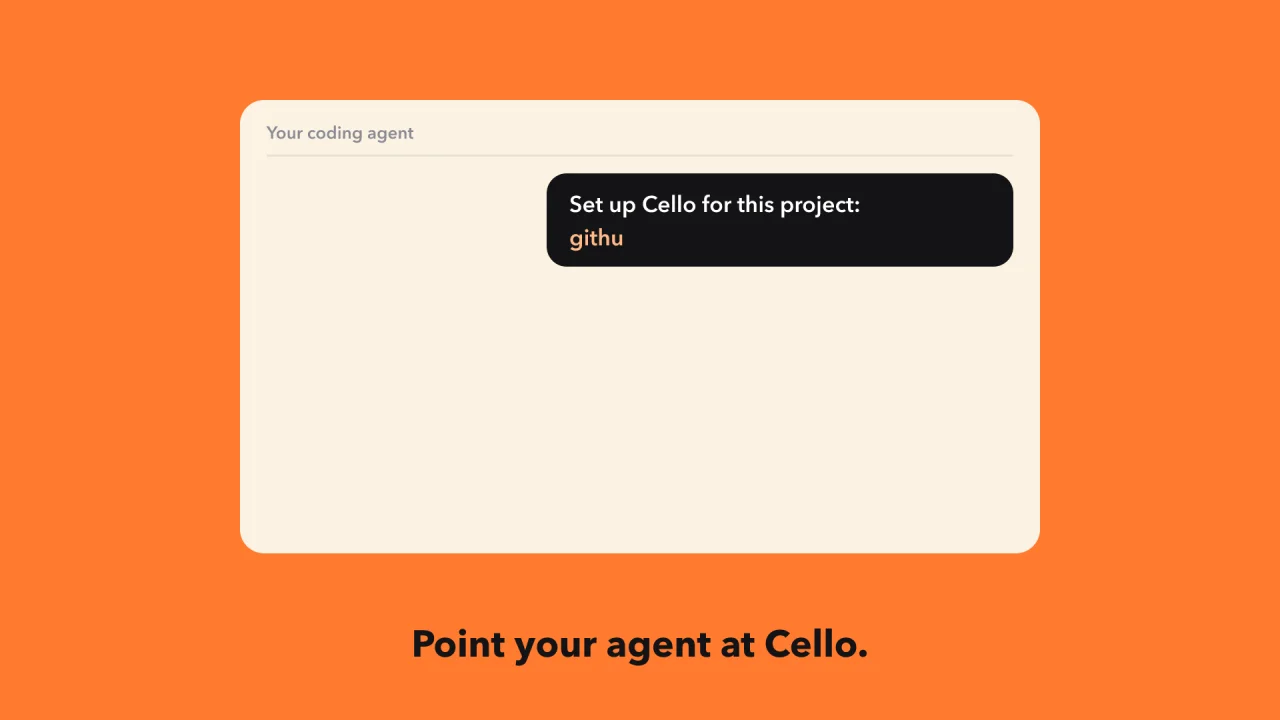 Your coding agent
Set up Cello for this project:
githu
Point your agent at Cello.